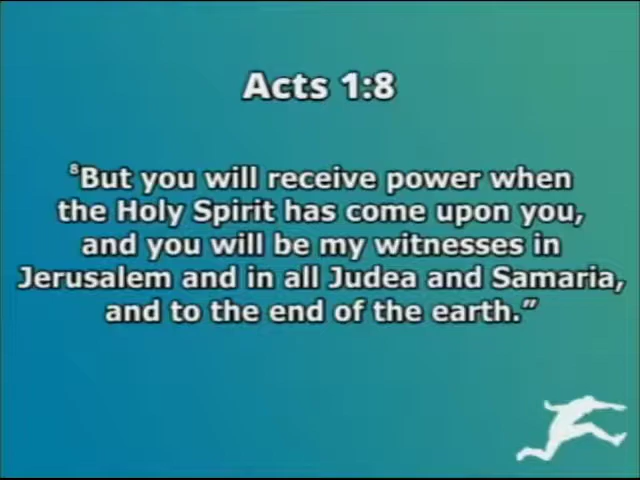 Acts 1:8
⁸But you will receive power when
the Holy Spirit has come upon you,
and you will be my witnesses in
Jerusalem and in all Judea and Samaria,
and to the end of the earth.”